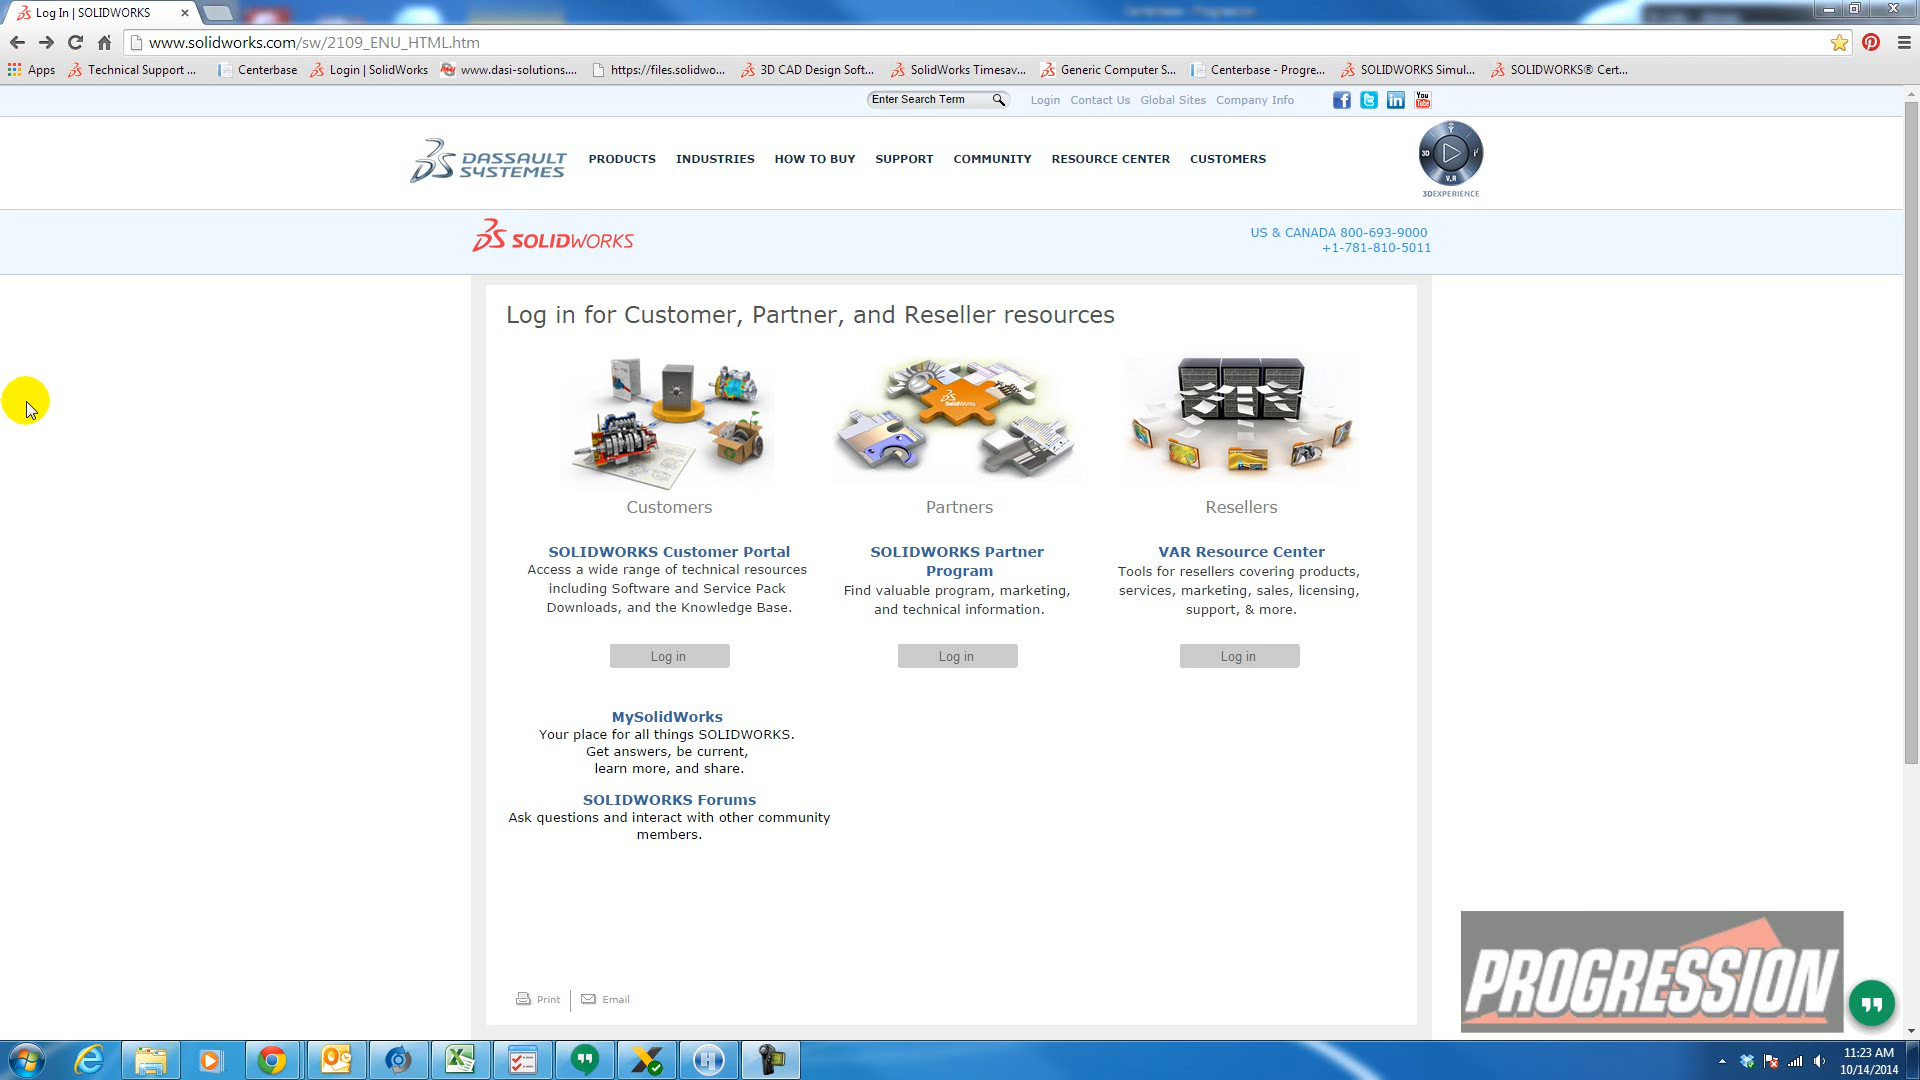 Log In | SOLIDWORKS
www.solidworks.com/sw/2109_ENU_HTML.htm
Apps
Technical Support ...
Centerbase
Login | SolidWorks
www.dasi-solutions....
https://files.solidwo...
3D CAD Design Soft...
SolidWorks Timesav...
Generic Computer S...
Centerbase - Progre...
SOLIDWORKS Simul...
SOLIDWORKS® Cert...
Enter Search Term
Login
Contact Us
Global Sites
Company Info
You
Tube
DASSAULT
SYSTEMES
PRODUCTS
INDUSTRIES
HOW TO BUY
SUPPORT
COMMUNITY
RESOURCE CENTER
CUSTOMERS
3D
V.R
3DEXPERIENCE
SOLIDWORKS
US & CANADA 800-693-9000
+1-781-810-5011
Log in for Customer, Partner, and Reseller resources
SolidWorks
Customers
Partners
Resellers
SOLIDWORKS Customer Portal
Access a wide range of technical resources
including Software and Service Pack
Downloads, and the Knowledge Base.
Log in
SOLIDWORKS Partner
Program
Find valuable program, marketing,
and technical information.
Log in
VAR Resource Center
Tools for resellers covering products,
services, marketing, sales, licensing,
support, & more.
Log in
MySolidWorks
Your place for all things SOLIDWORKS.
Get answers, be current,
learn more, and share.
SOLIDWORKS Forums
Ask questions and interact with other community
members.
Print
Email
PROGRESSION
11:23 AM
10/14/2014